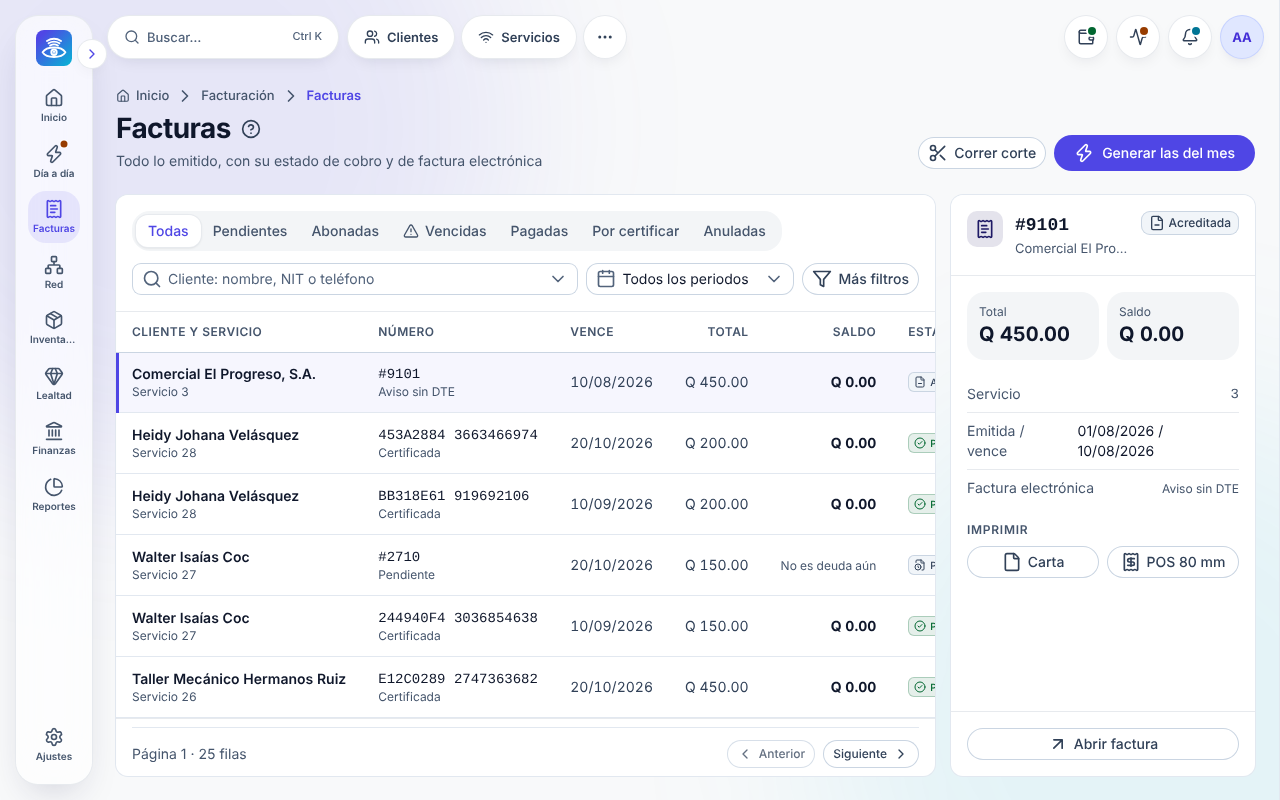 Buscar...
Ctrl K
Clientes
Servicios
AA
Inicio
Día a día
Facturas
Red
Inventa...
Lealtad
Finanzas
Reportes
Ajustes
Inicio > Facturación > Facturas
Facturas
Todo lo emitido, con su estado de cobro y de factura electrónica
Correr corte
Generar las del mes
Todas Pendientes Abonadas Vencidas Pagadas Por certificar Anuladas
Cliente: nombre, NIT o teléfono
Todos los periodos
Más filtros
CLIENTE Y SERVICIO NÚMERO VENCE TOTAL SALDO ESTA
Comercial El Progreso, S.A. #9101 10/08/2026 Q 450.00 Q 0.00 A
Servicio 3 Aviso sin DTE
Heidy Johana Velásquez 453A2884 3663466974 20/10/2026 Q 200.00 Q 0.00 P
Servicio 28 Certificada
Heidy Johana Velásquez BB318E61 919692106 10/09/2026 Q 200.00 Q 0.00 P
Servicio 28 Certificada
Walter Isaías Coc #2710 20/10/2026 Q 150.00 No es deuda aún P
Servicio 27 Pendiente
Walter Isaías Coc 244940F4 3036854638 10/09/2026 Q 150.00 Q 0.00 P
Servicio 27 Certificada
Taller Mecánico Hermanos Ruiz E12C0289 2747363682 20/10/2026 Q 450.00 Q 0.00 P
Servicio 26 Certificada
Página 1 · 25 filas
Anterior
Siguiente
#9101
Acreditada
Comercial El Pro...
Total
Q 450.00
Saldo
Q 0.00
Servicio 3
Emitida / vence
01/08/2026 /
10/08/2026
Factura electrónica Aviso sin DTE
IMPRIMIR
Carta
POS 80 mm
Abrir factura